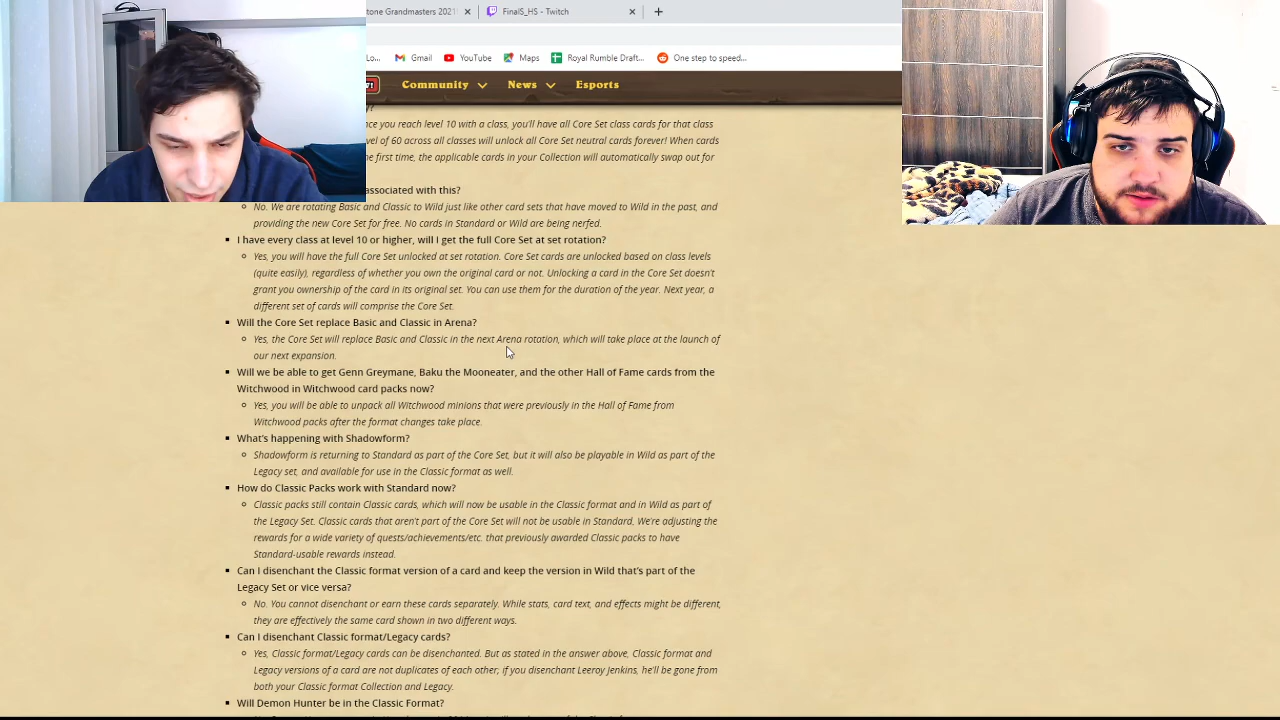 tone Grandmasters 2021
FinalS_HS - Twitch
Lo...
Gmail
YouTube
Maps
Royal Rumble Draft...
One step to speed...
Community
News
Esports
nce you reach level 10 with a class, you'll have all Core Set class cards for that class
evel of 60 across all classes will unlock all Core Set neutral cards forever! When cards
he first time, the applicable cards in your Collection will automatically swap out for
associated with this?
No. We are rotating Basic and Classic to Wild just like other card sets that have moved to Wild in the past, and
providing the new Core Set for free. No cards in Standard or Wild are being nerfed.
I have every class at level 10 or higher, will I get the full Core Set at set rotation?
Yes, you will have the full Core Set unlocked at set rotation. Core Set cards are unlocked based on class levels
(quite easily), regardless of whether you own the original card or not. Unlocking a card in the Core Set doesn't
grant you ownership of the card in its original set. You can use them for the duration of the year. Next year, a
different set of cards will comprise the Core Set.
Will the Core Set replace Basic and Classic in Arena?
Yes, the Core Set will replace Basic and Classic in the next Arena rotation, which will take place at the launch of
our next expansion.
Will we be able to get Genn Greymane, Baku the Mooneater, and the other Hall of Fame cards from the
Witchwood in Witchwood card packs now?
Yes, you will be able to unpack all Witchwood minions that were previously in the Hall of Fame from
Witchwood packs after the format changes take place.
What's happening with Shadowform?
Shadowform is returning to Standard as part of the Core Set, but it will also be playable in Wild as part of the
Legacy set, and available for use in the Classic format as well.
How do Classic Packs work with Standard now?
Classic packs still contain Classic cards, which will now be usable in the Classic format and in Wild as part of
the Legacy Set. Classic cards that aren't part of the Core Set will not be usable in Standard. We're adjusting the
rewards for a wide variety of quests/achievements/etc. that previously awarded Classic packs to have
Standard-usable rewards instead.
Can I disenchant the Classic format version of a card and keep the version in Wild that's part of the
Legacy Set or vice versa?
No. You cannot disenchant or earn these cards separately. While stats, card text, and effects might be different,
they are effectively the same card shown in two different ways.
Can I disenchant Classic format/Legacy cards?
Yes, Classic format/Legacy cards can be disenchanted. But as stated in the answer above, Classic format and
Legacy versions of a card are not duplicates of each other; if you disenchant Leeroy Jenkins, he'll be gone from
both your Classic format Collection and Legacy.
Will Demon Hunter be in the Classic Format?